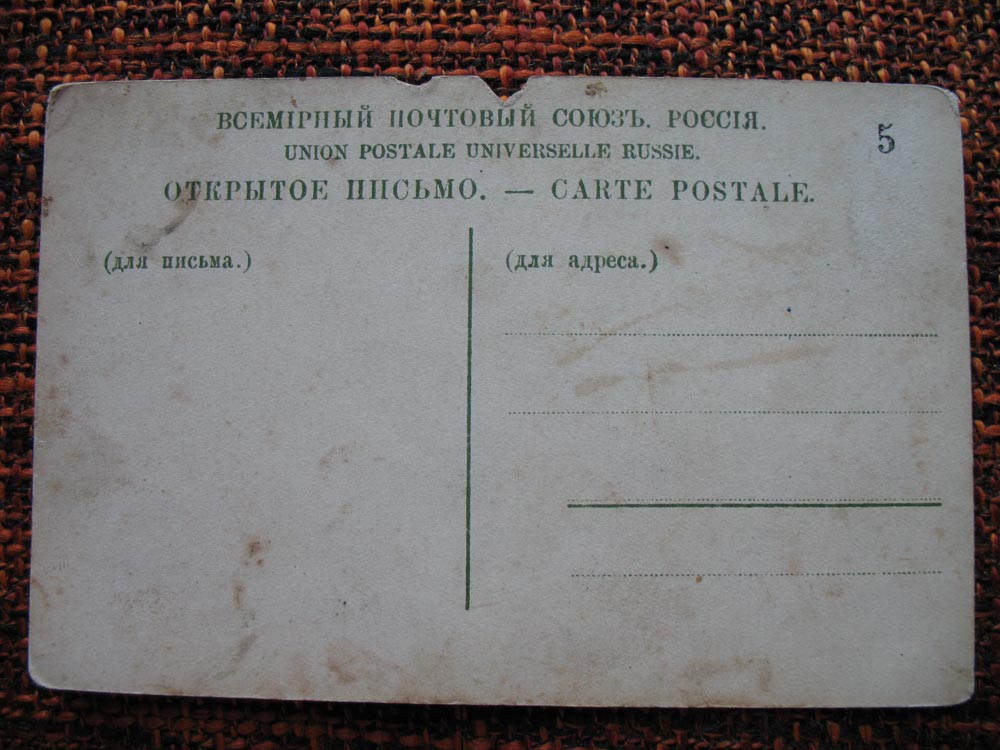 ВСЕМІРНЫЙ ПОЧТОВЫЙ СОЮЗЪ. РОССІЯ.
5
UNION POSTALE UNIVERSELLE RUSSIE.
ОТКРЫТОЕ ПИСЬМО. — CARTE POSTALE.
(для письма.)
(для адреса.)